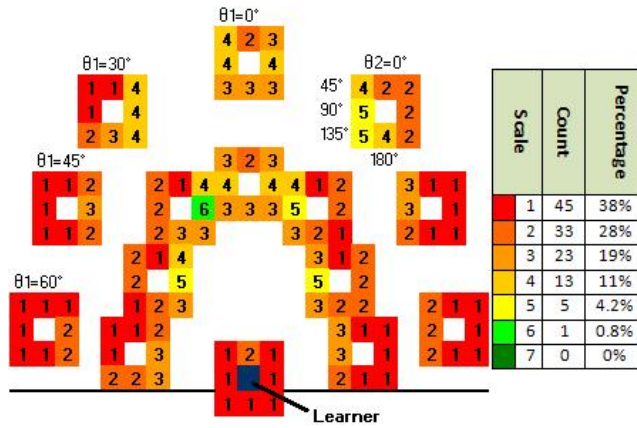 θ1=0°
4 2 3
θ1=30° 4 4 θ2=0°
1 1 4 3 3 3 45° 4 2 2
1 4 90° 5 2
2 3 4 135° 5 4 2
θ1=45° 3 2 3 180°
1 1 2 2 1 4 4 4 4 1 2 3 1 1
1 3 2 6 3 3 3 5 2 3 1
1 1 2 2 3 3 3 2 1 2 1 1
2 1 4 3 1 2
θ1=60° 2 5 5 2
1 1 1 1 2 3 3 2 2 2 1 1
1 2 1 1 2 3 1 1 2 1
1 1 2 1 3 1 2 1 3 1 2 1 1
2 2 3 1 1 2 1 1
1 1 1
Learner
Scale Count Percentage
1 45 38%
2 33 28%
3 23 19%
4 13 11%
5 5 4.2%
6 1 0.8%
7 0 0%